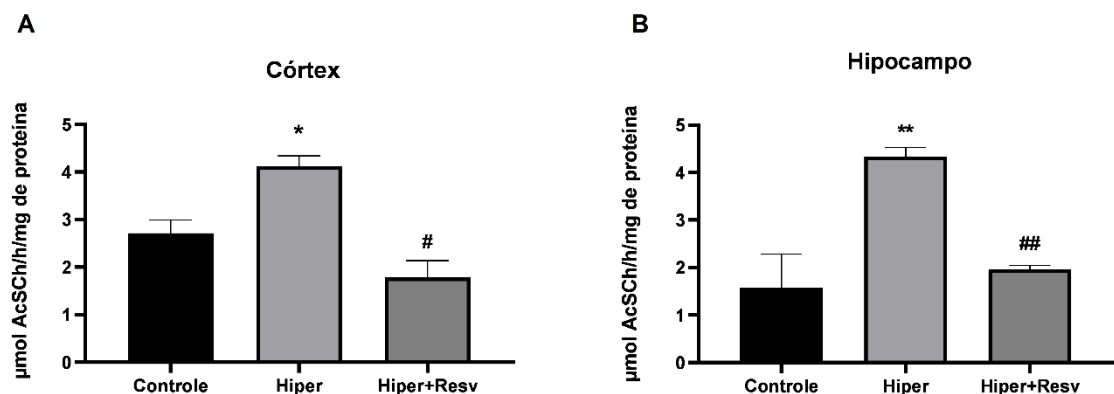 A
Córtex
µmol AcSCh/h/mg de proteína
5
4
3
2
1
0
*
#
Controle
Hiper
Hiper+Resv
B
Hipocampo
µmol AcSCh/h/mg de proteína
5
4
3
2
1
0
**
##
Controle
Hiper
Hiper+Resv